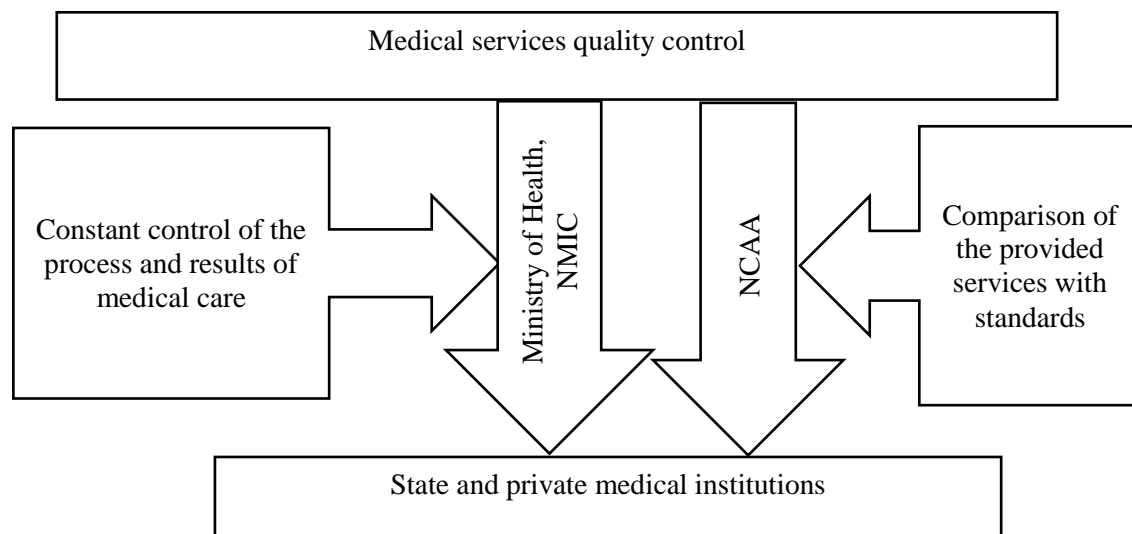 Medical services quality control
Constant control of the
process and results of
medical care
Ministry of Health,
NMIC
NCAA
Comparison of
the provided
services with
standards
State and private medical institutions